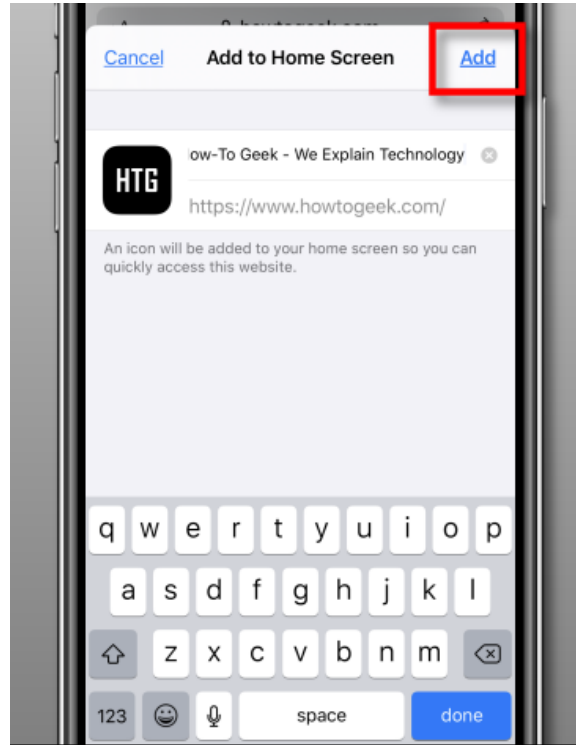 Cancel Add to Home Screen Add
HTG
ow-To Geek - We Explain Technology
https://www.howtogeek.com/
An icon will be added to your home screen so you can
quickly access this website.
q w e r t y u i o p
a s d f g h j k l
z x c v b n m
123 space done